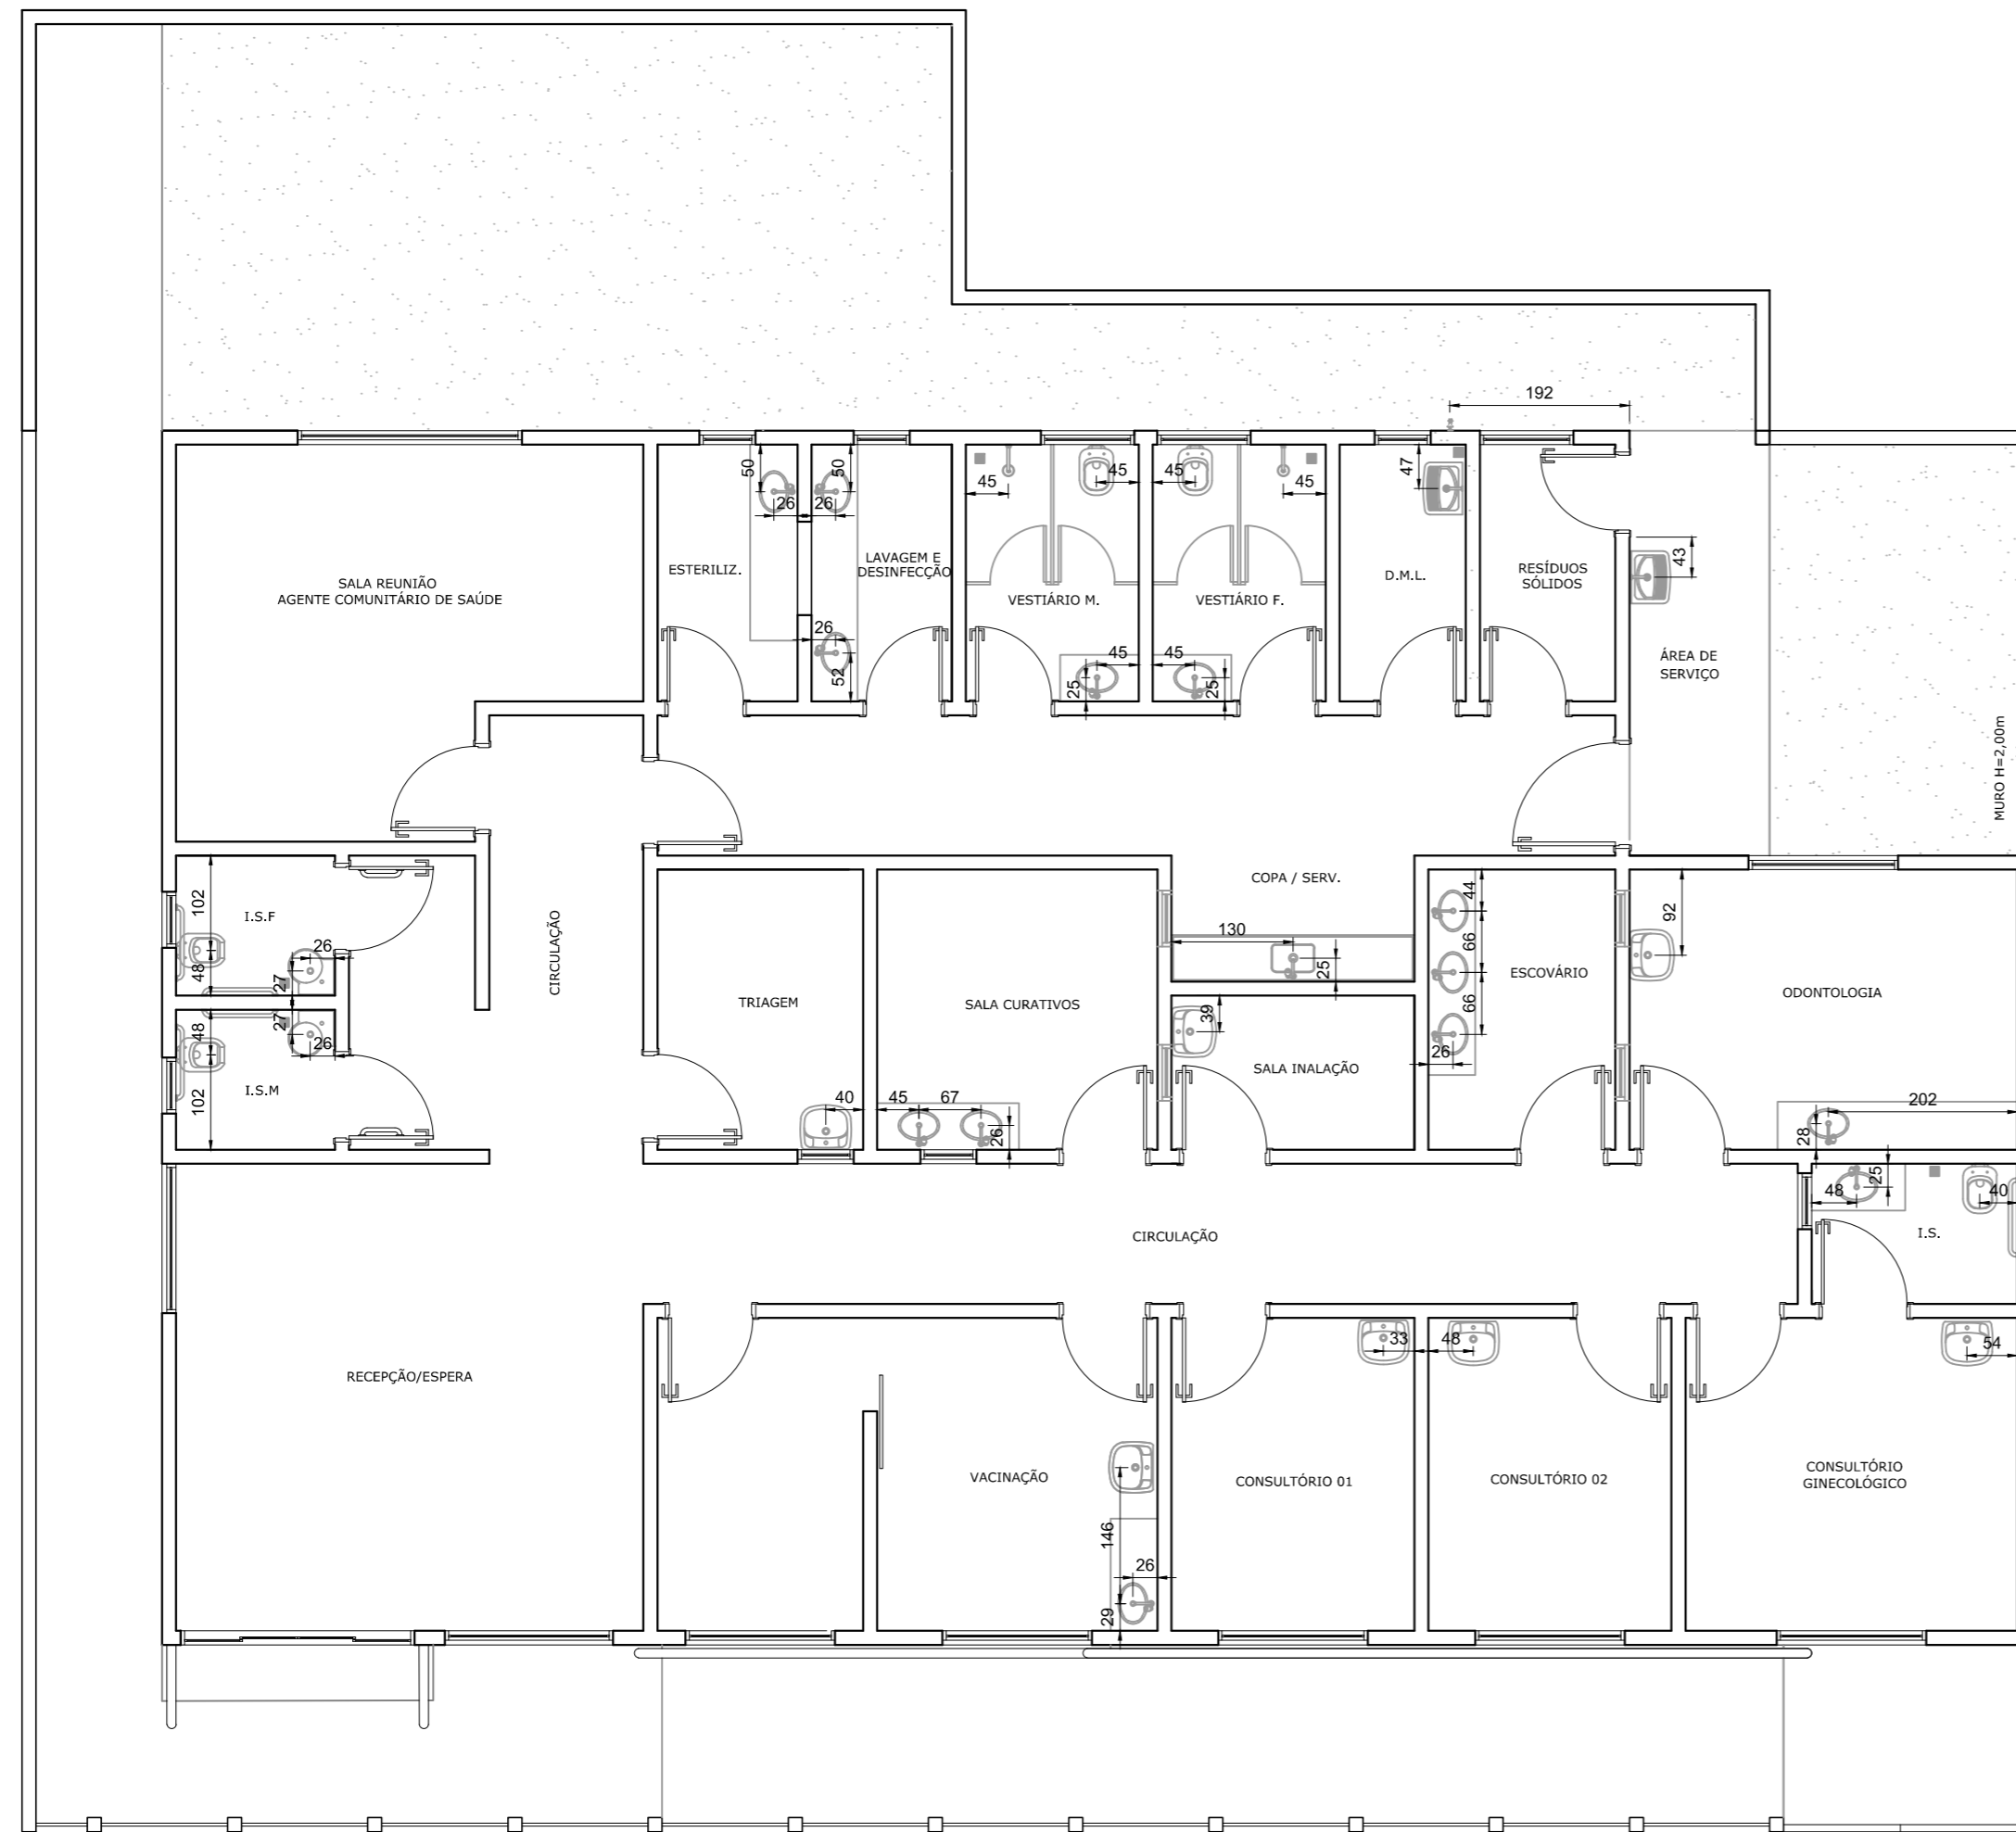 192
50
26
26
50
45
45
45
45
47
43
ESTERILIZ.
LAVAGEM E
DESINFECÇÃO
VESTIÁRIO M.
VESTIÁRIO F.
D.M.L.
RESÍDUOS
SÓLIDOS
SALA REUNIÃO
AGENTE COMUNITÁRIO DE SAÚDE
26
52
45
25
45
25
ÁREA DE
SERVIÇO
MURO H=2,00m
102
I.S.F
48
26
27
CIRCULAÇÃO
48
27
26
I.S.M
102
TRIAGEM
40
SALA CURATIVOS
45
67
26
COPA / SERV.
130
25
39
SALA INALAÇÃO
44
66
66
26
ESCOVÁRIO
92
ODONTOLOGIA
202
28
48
25
40
I.S.
CIRCULAÇÃO
RECEPÇÃO/ESPERA
VACINAÇÃO
146
26
29
33
CONSULTÓRIO 01
48
CONSULTÓRIO 02
54
CONSULTÓRIO
GINECOLÓGICO